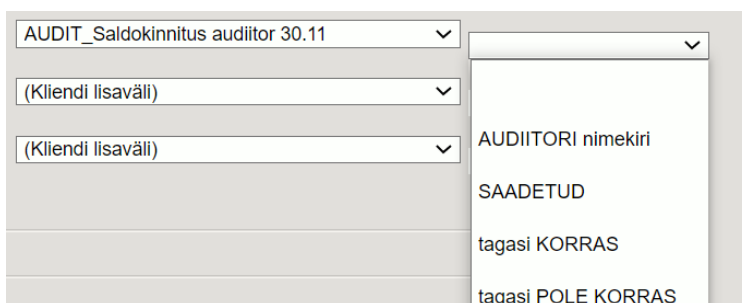 AUDIT_Saldokinnitus audiitor 30.11
(Kliendi lisaväli)
(Kliendi lisaväli)
AUDIITORI nimekiri
SAADETUD
tagasi KORRAS
tagasi POLE KORRAS